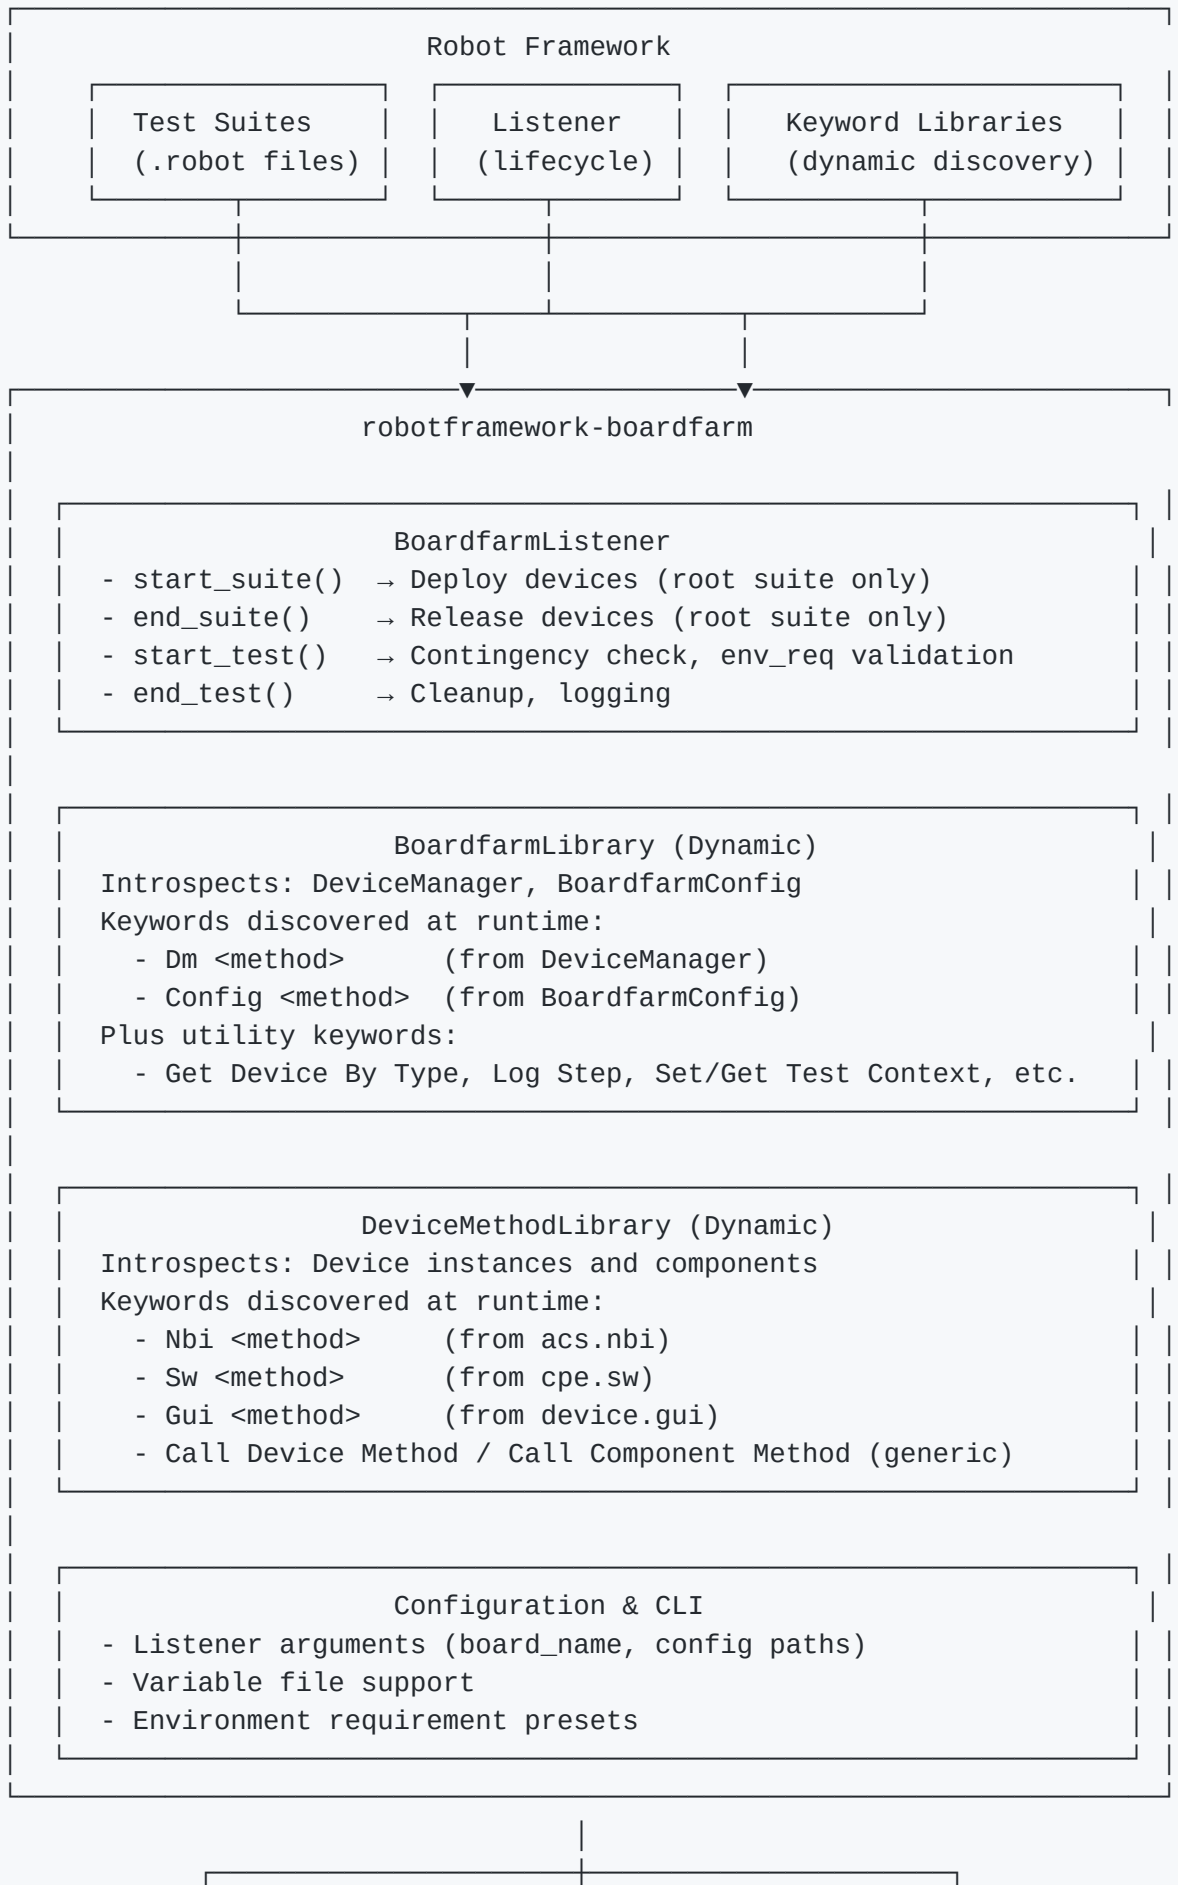 Robot Framework
Test Suites Listener Keyword Libraries
(.robot files) (lifecycle) (dynamic discovery)
robotframework-boardfarm
BoardfarmListener
- start_suite() → Deploy devices (root suite only)
- end_suite() → Release devices (root suite only)
- start_test() → Contingency check, env_req validation
- end_test() → Cleanup, logging
BoardfarmLibrary (Dynamic)
Introspects: DeviceManager, BoardfarmConfig
Keywords discovered at runtime:
- Dm <method> (from DeviceManager)
- Config <method> (from BoardfarmConfig)
Plus utility keywords:
- Get Device By Type, Log Step, Set/Get Test Context, etc.
DeviceMethodLibrary (Dynamic)
Introspects: Device instances and components
Keywords discovered at runtime:
- Nbi <method> (from acs.nbi)
- Sw <method> (from cpe.sw)
- Gui <method> (from device.gui)
- Call Device Method / Call Component Method (generic)
Configuration & CLI
- Listener arguments (board_name, config paths)
- Variable file support
- Environment requirement presets